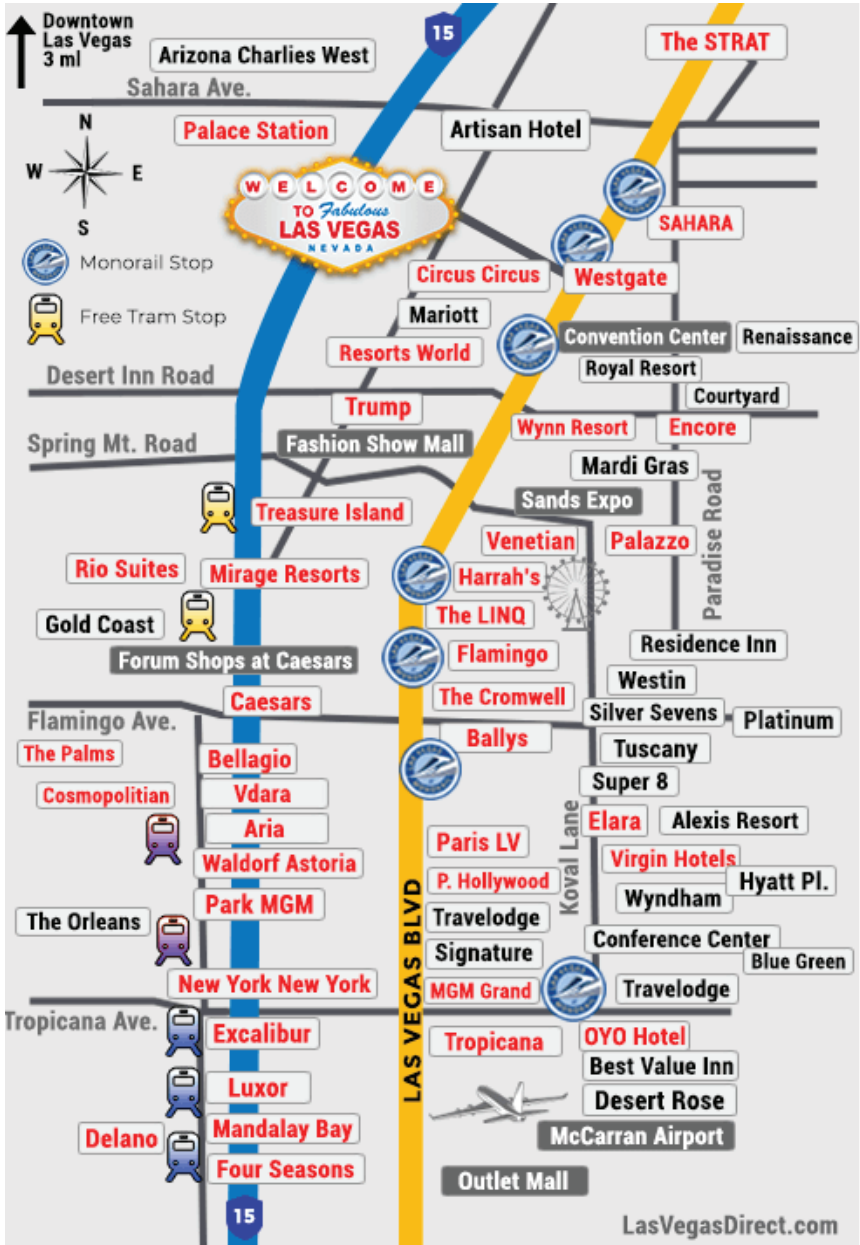 Downtown
Las Vegas
3 ml
15
The STRAT
Arizona Charlies West
Sahara Ave.
Palace Station
Artisan Hotel
N
W
E
S
WELCOME
TO Fabulous
LAS VEGAS
NEVADA
SAHARA
Monorail Stop
Circus Circus
Westgate
Free Tram Stop
Mariott
Convention Center
Renaissance
Resorts World
Royal Resort
Desert Inn Road
Courtyard
Trump
Wynn Resort
Encore
Spring Mt. Road
Fashion Show Mall
Mardi Gras
Sands Expo
Paradise Road
Treasure Island
Venetian
Palazzo
Rio Suites
Mirage Resorts
Harrah's
The LINQ
Gold Coast
Residence Inn
Forum Shops at Caesars
Flamingo
Westin
Caesars
The Cromwell
Flamingo Ave.
Silver Sevens
Platinum
Ballys
The Palms
Bellagio
Tuscany
Super 8
Cosmopolitian
Vdara
Koval Lane
Aria
Elara
Alexis Resort
Paris LV
Waldorf Astoria
Virgin Hotels
P. Hollywood
Hyatt Pl.
Park MGM
Wyndham
The Orleans
Travelodge
LAS VEGAS BLVD
Signature
Conference Center
Blue Green
New York New York
MGM Grand
Travelodge
Tropicana Ave.
Excalibur
Tropicana
OYO Hotel
Best Value Inn
Luxor
Desert Rose
Delano
Mandalay Bay
McCarran Airport
Four Seasons
Outlet Mall
15
LasVegasDirect.com